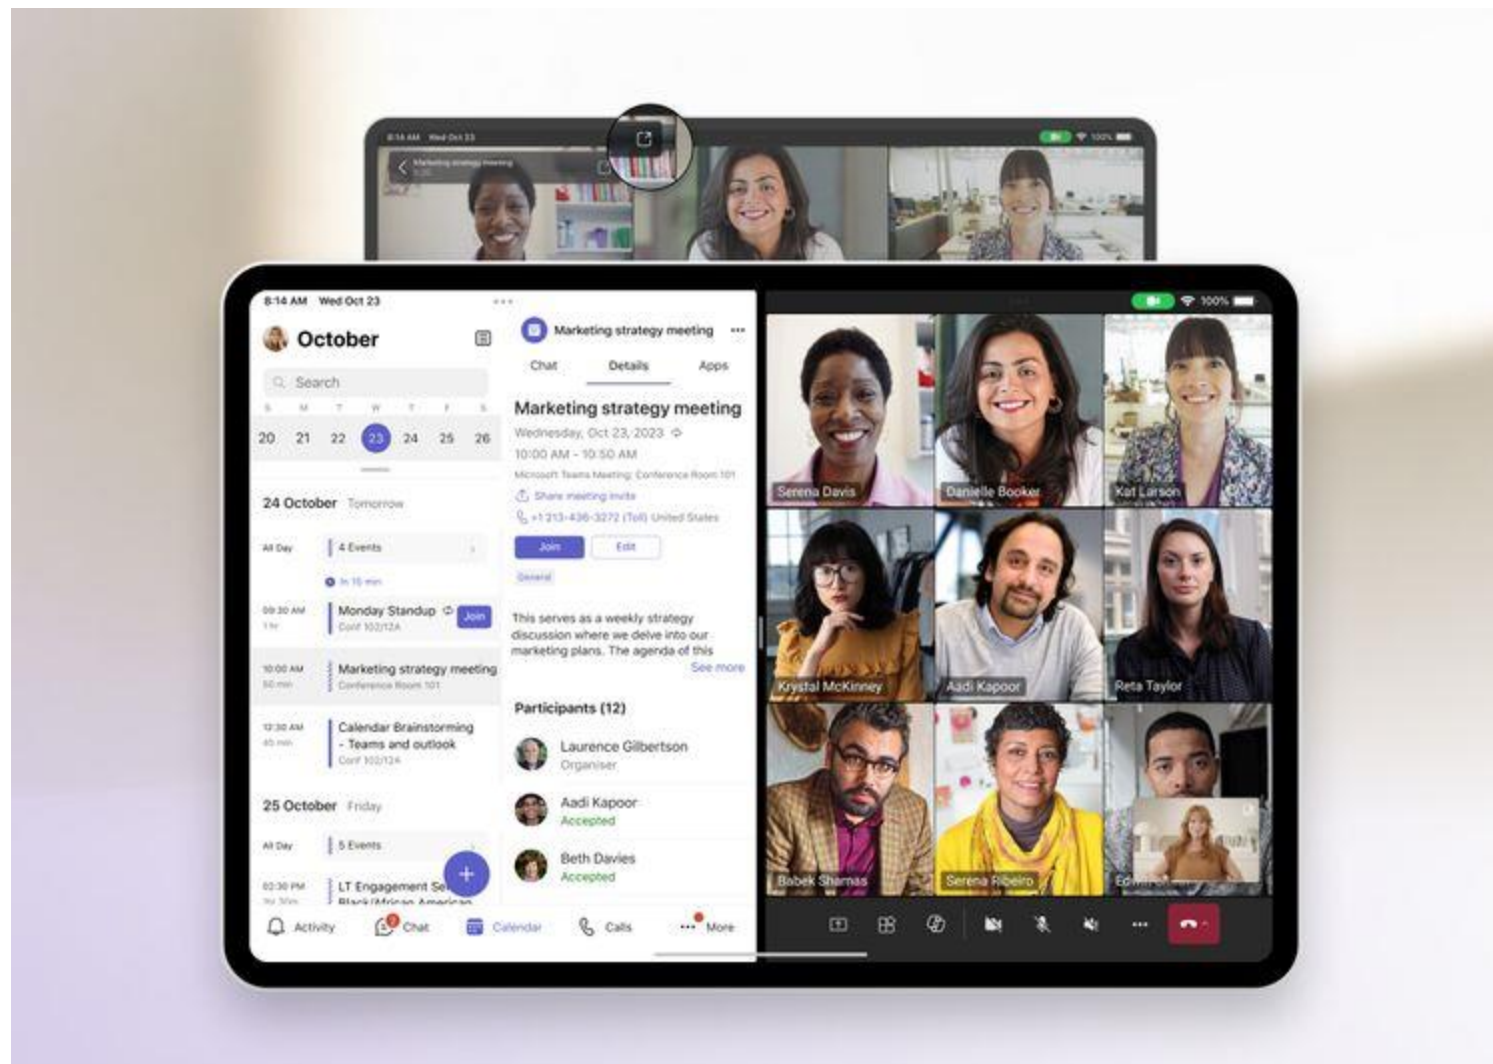 8:14 AM Wed Oct 23
100%
Marketing strategy meeting
8:14 AM Wed Oct 23
100%
October
Search
S M T W T F S
20 21 22 23 24 25 26
24 October Tomorrow
All Day
4 Events
In 15 min
09:30 AM
1 hr
Monday Standup
Conf 102/12A
Join
10:00 AM
50 min
Marketing strategy meeting
Conference Room 101
Calendar Brainstorming
- Teams and outlook
Conf 102/12A
40 min
25 October Friday
All Day
5 Events
02:30 PM
LT Engagement
Black/African American
Activity
7
Chat
Calendar
Calls
More
Marketing strategy meeting
Chat Details Apps
Marketing strategy meeting
Wednesday, Oct 23, 2023
10:00 AM - 10:50 AM
Microsoft Teams Meeting; Conference Room 101
Share meeting invite
+1 213-436-3272 (Toll) United States
Join Edit
General
This serves as a weekly strategy
discussion where we delve into our
marketing plans. The agenda of this
See more
Participants (12)
Laurence Gilbertson
Organiser
Aadi Kapoor
Accepted
Beth Davies
Accepted
Serena Davis
Danielle Booker
Kat Larson
Krystal McKinney
Aadi Kapoor
Reta Taylor
Babek Shamas
Serena Ribeiro